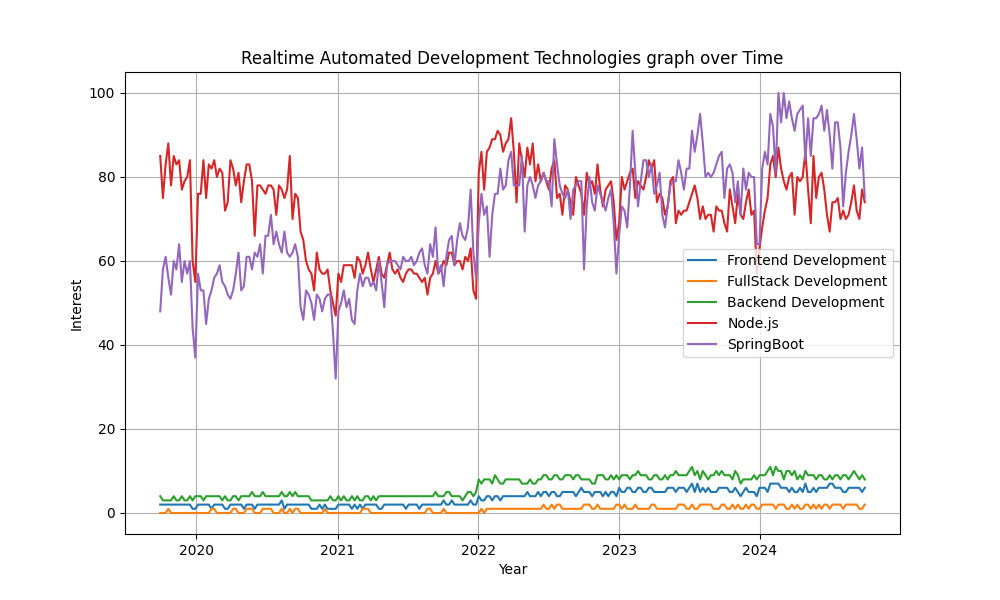 Realtime Automated Development Technologies graph over Time
Interest
100
80
60
40
20
0
Frontend Development
FullStack Development
Backend Development
Node.js
SpringBoot
2020 2021 2022 2023 2024
Year